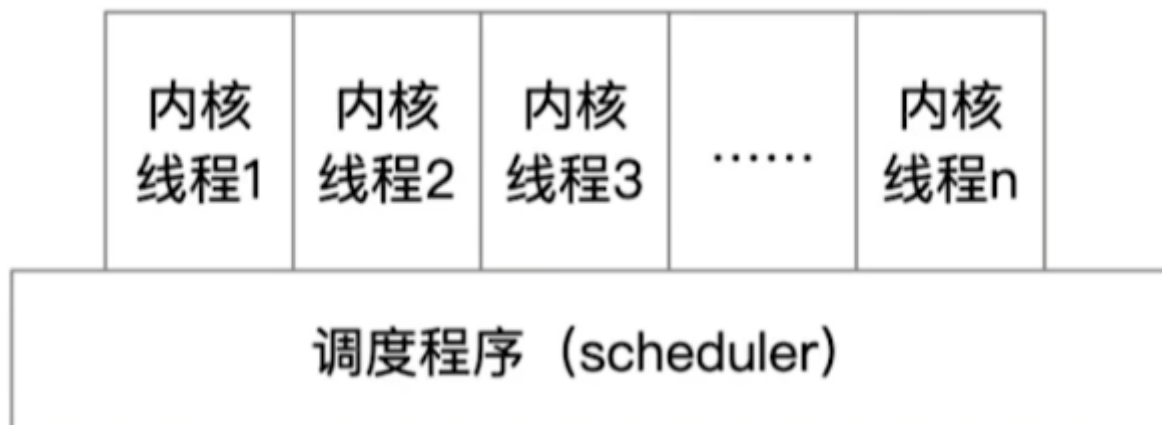 内核 内核 内核 内核
线程1 线程2 线程3 …… 线程n
调度程序（scheduler）